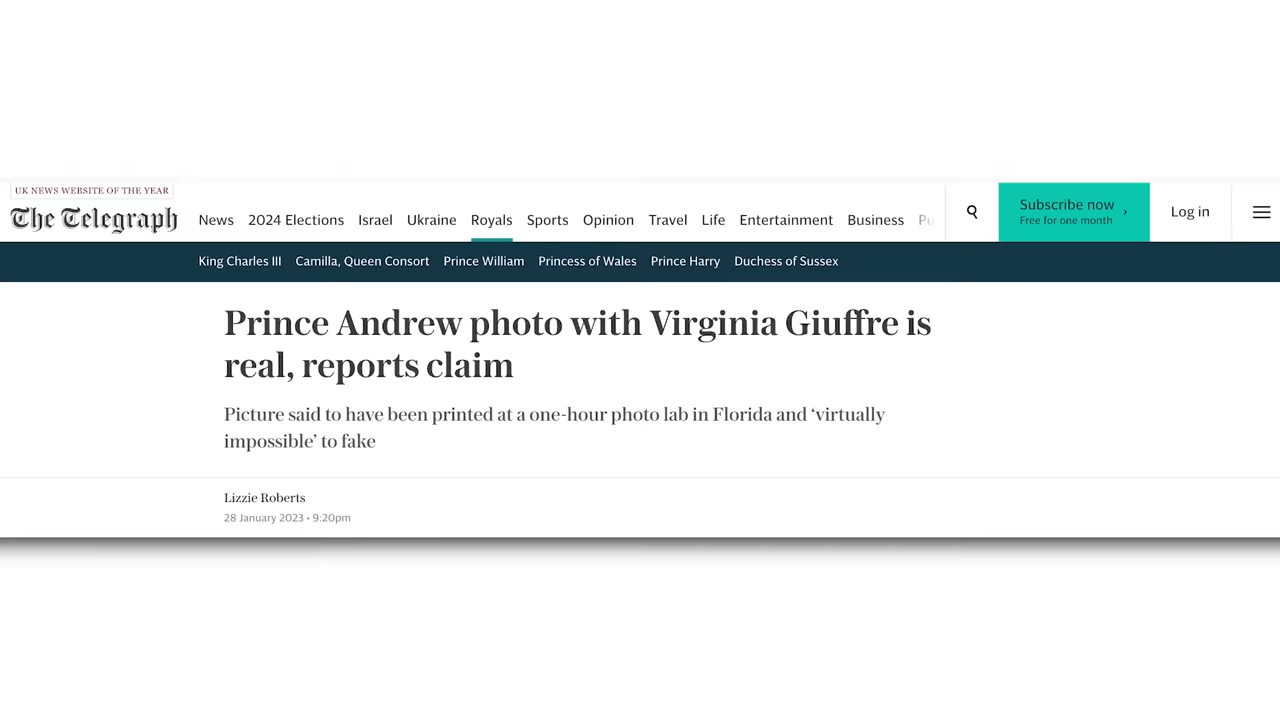 UK NEWS WEBSITE OF THE YEAR
The Telegraph
News 2024 Elections Israel Ukraine Royals Sports Opinion Travel Life Entertainment Business
Subscribe now
Free for one month
Log in
King Charles III Camilla, Queen Consort Prince William Princess of Wales Prince Harry Duchess of Sussex
Prince Andrew photo with Virginia Giuffre is
real, reports claim
Picture said to have been printed at a one-hour photo lab in Florida and ‘virtually
impossible’ to fake
Lizzie Roberts
28 January 2023 • 9:20pm